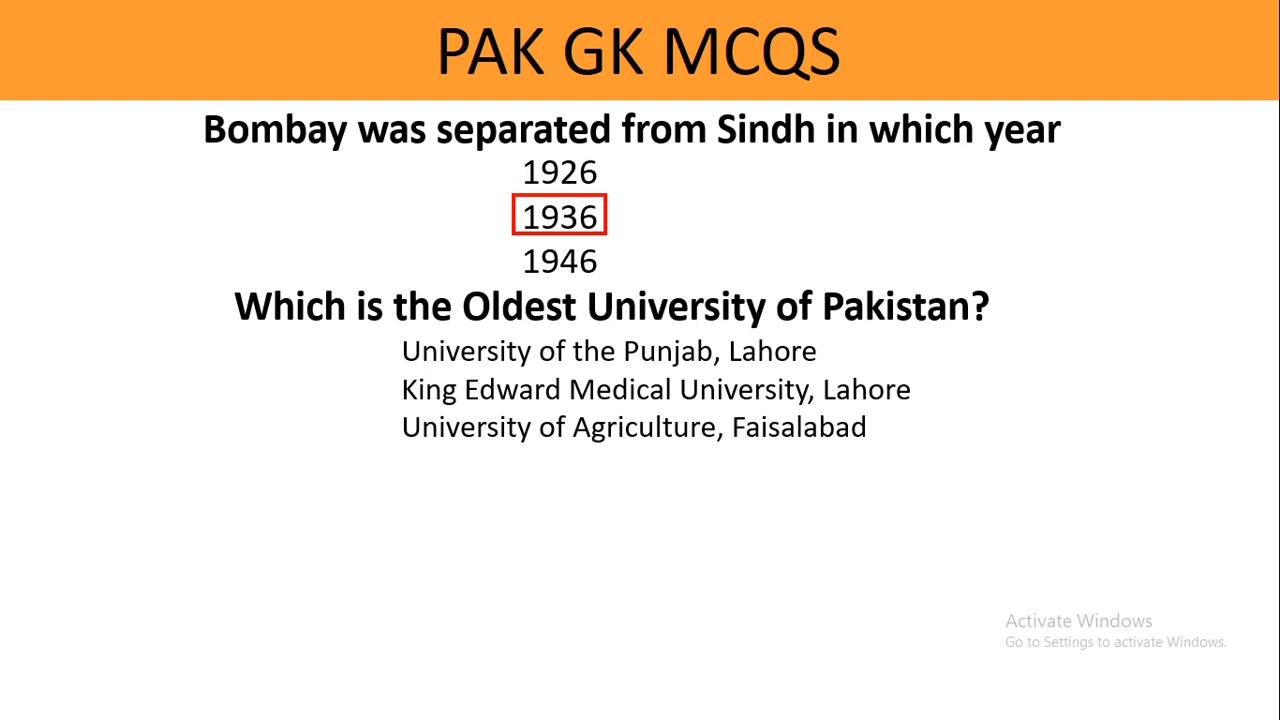 PAK GK MCQS
Bombay was separated from Sindh in which year
1926
1936
1946
Which is the Oldest University of Pakistan?
University of the Punjab, Lahore
King Edward Medical University, Lahore
University of Agriculture, Faisalabad
Activate Windows
Go to Settings to activate Windows.